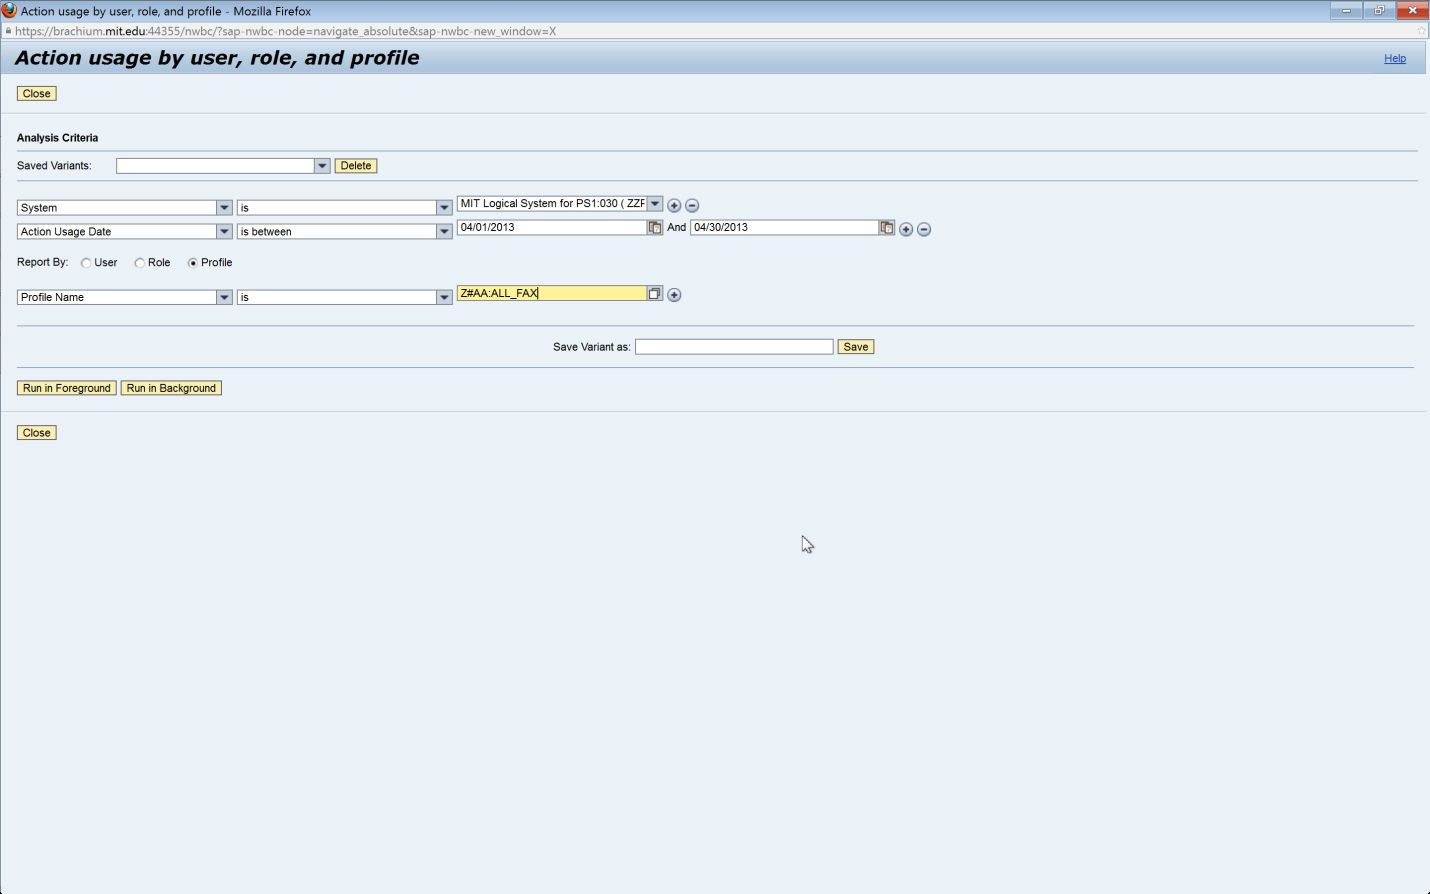 Action usage by user, role, and profile - Mozilla Firefox
https://brachium.mit.edu:44355/nwbc/?sap-nwbc-node=navigate_absolute&sap-nwbc-new_window=X
Action usage by user, role, and profile Help
Close
Analysis Criteria
Saved Variants: Delete
System is MIT Logical System for PS1:030 ( ZZP
Action Usage Date is between 04/01/2013 And 04/30/2013
Report By: User Role Profile
Profile Name is Z#AA:ALL_FAX
Save Variant as: Save
Run in Foreground Run in Background
Close